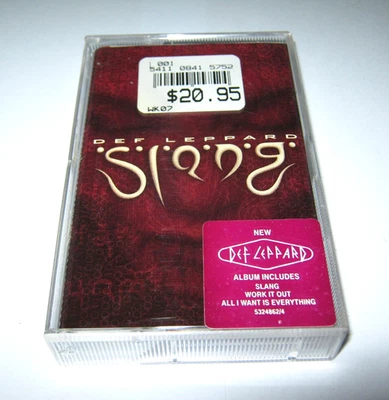 ( 001
5411 0841 5752
$20.95
WK07
DEF LEPPARD
Slang
NEW
DEF LEPPARD
ALBUM INCLUDES
SLANG
WORK IT OUT
ALL I WANT IS EVERYTHING
5324862/4